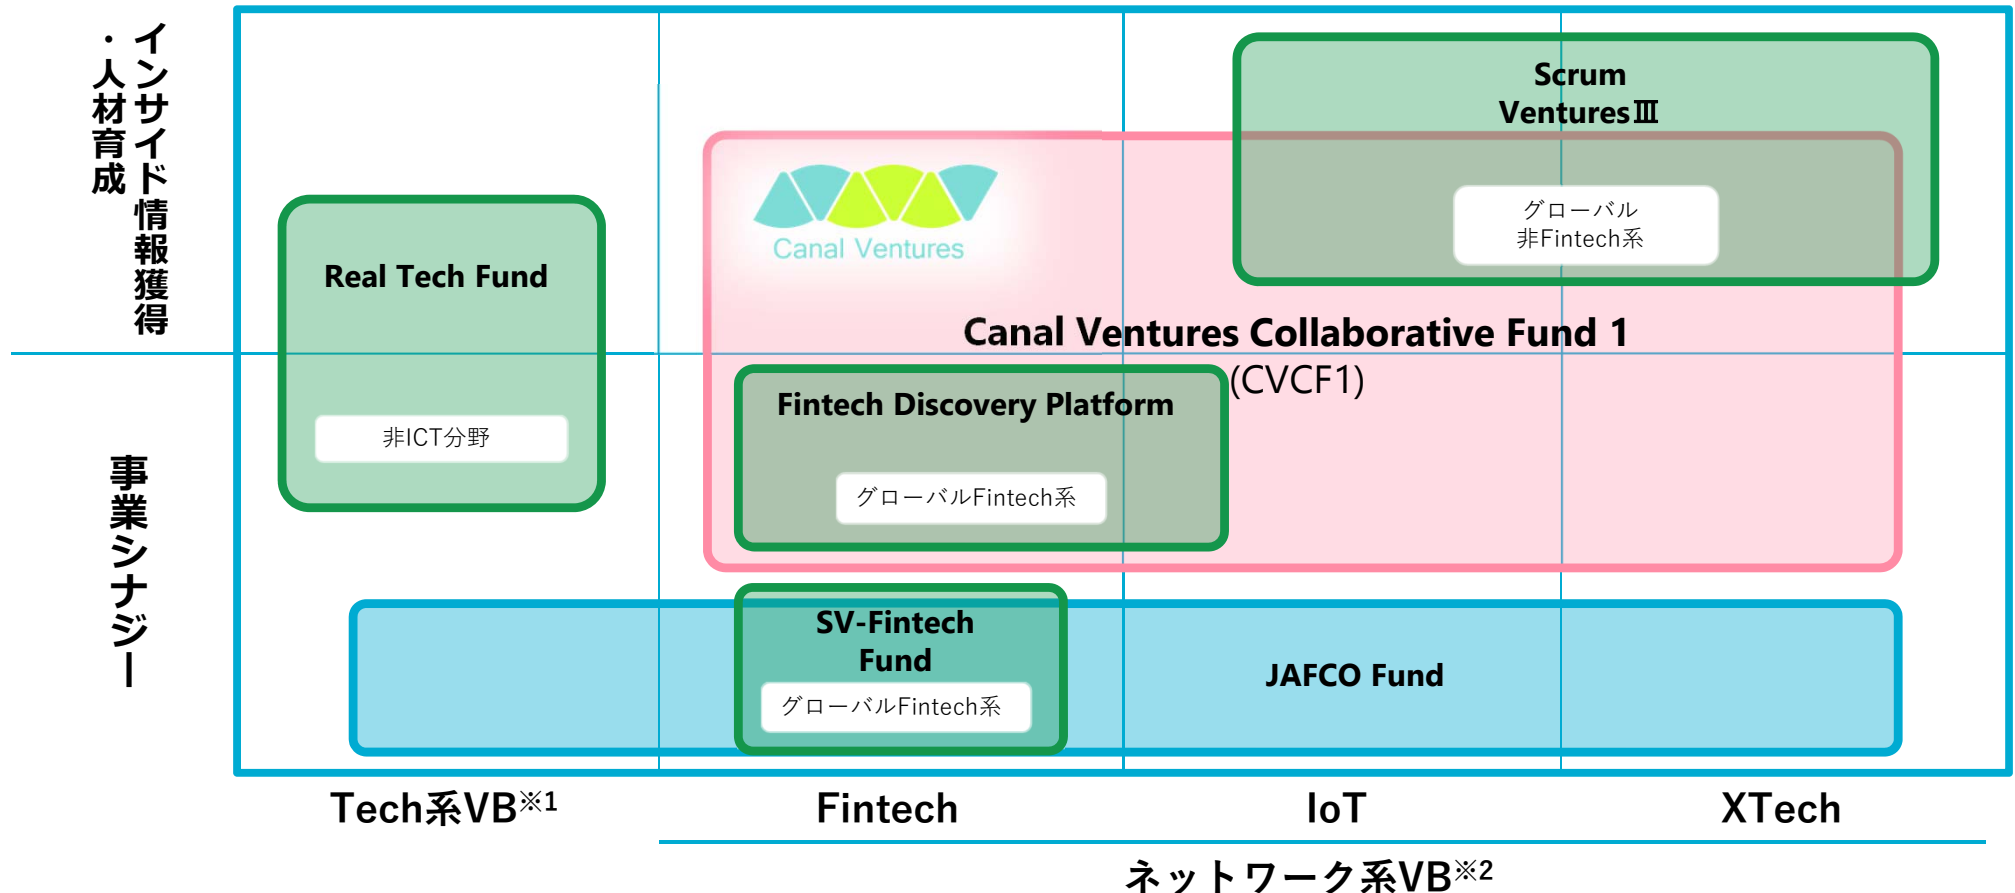 インサイド情報獲得
・人材育成
事業シナジー
Scrum
VenturesⅢ
グローバル
非Fintech系
Canal Ventures
Real Tech Fund
非ICT分野
Canal Ventures Collaborative Fund 1
(CVCF1)
Fintech Discovery Platform
グローバルFintech系
SV-Fintech
Fund
グローバルFintech系
JAFCO Fund
Tech系VB※1
Fintech
IoT
XTech
ネットワーク系VB※2